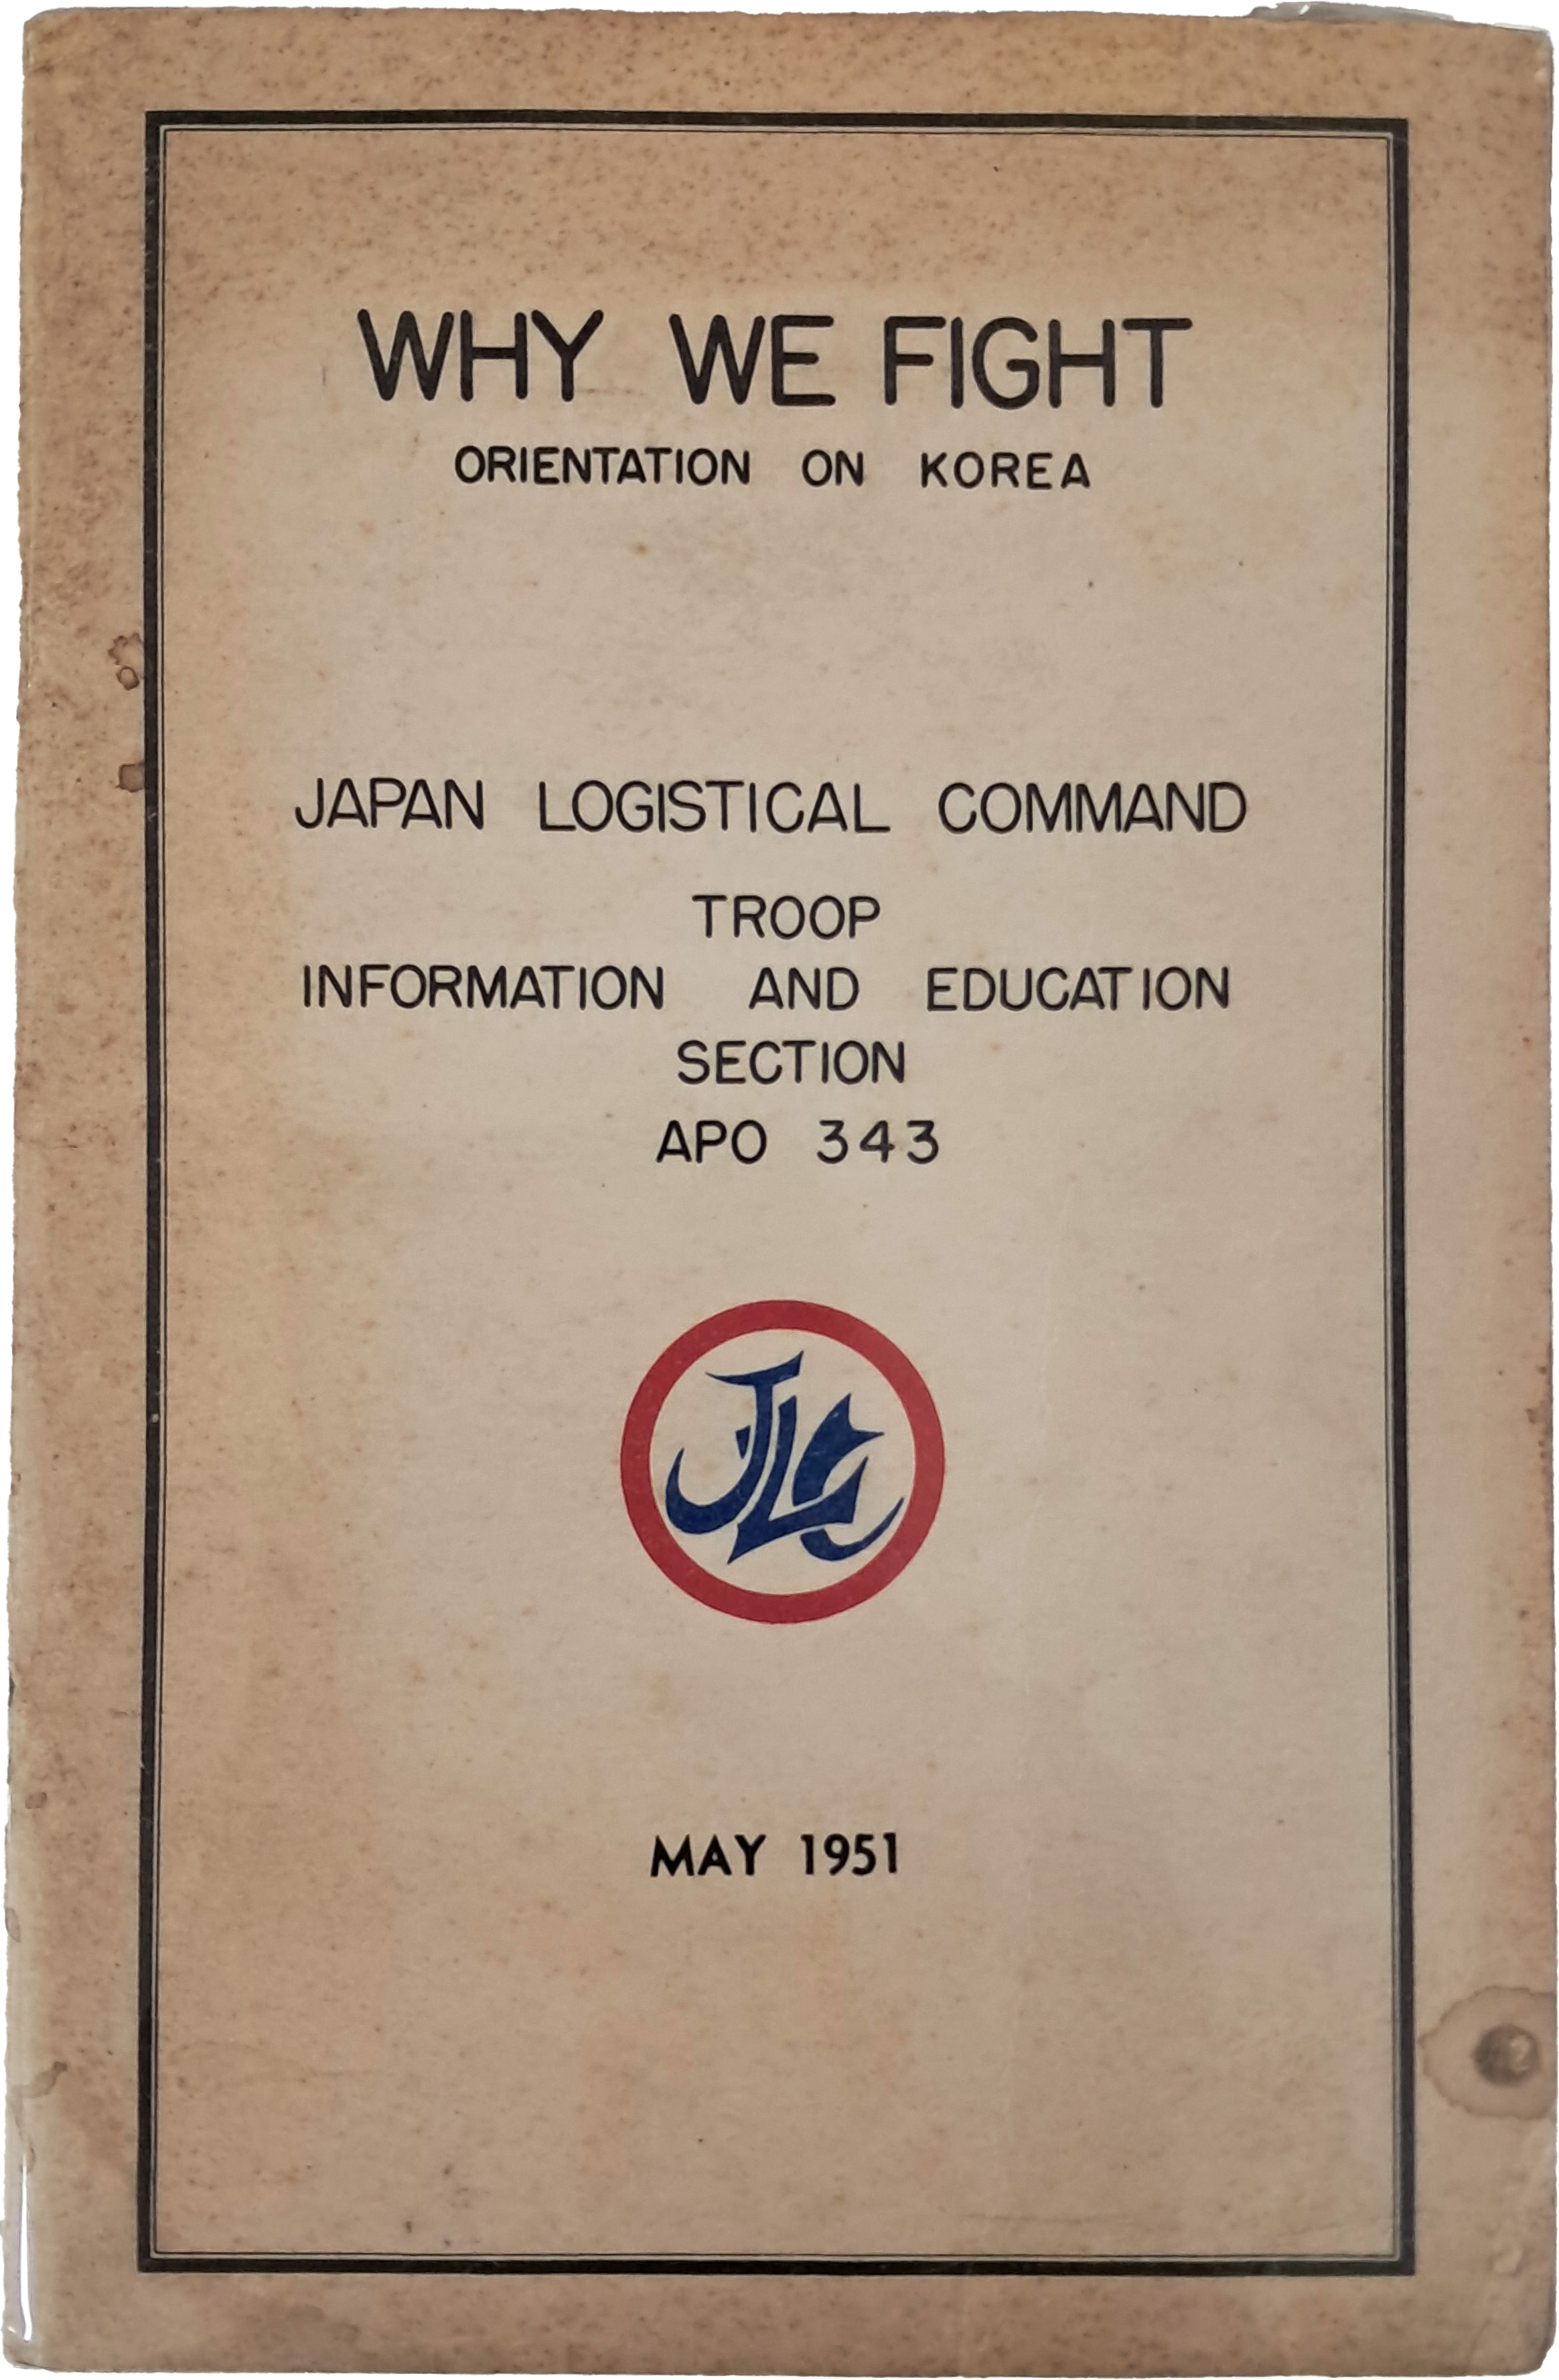 WHY WE FIGHT
ORIENTATION ON KOREA
JAPAN LOGISTICAL COMMAND
TROOP
INFORMATION AND EDUCATION
SECTION
APO 343
JLC
MAY 1951